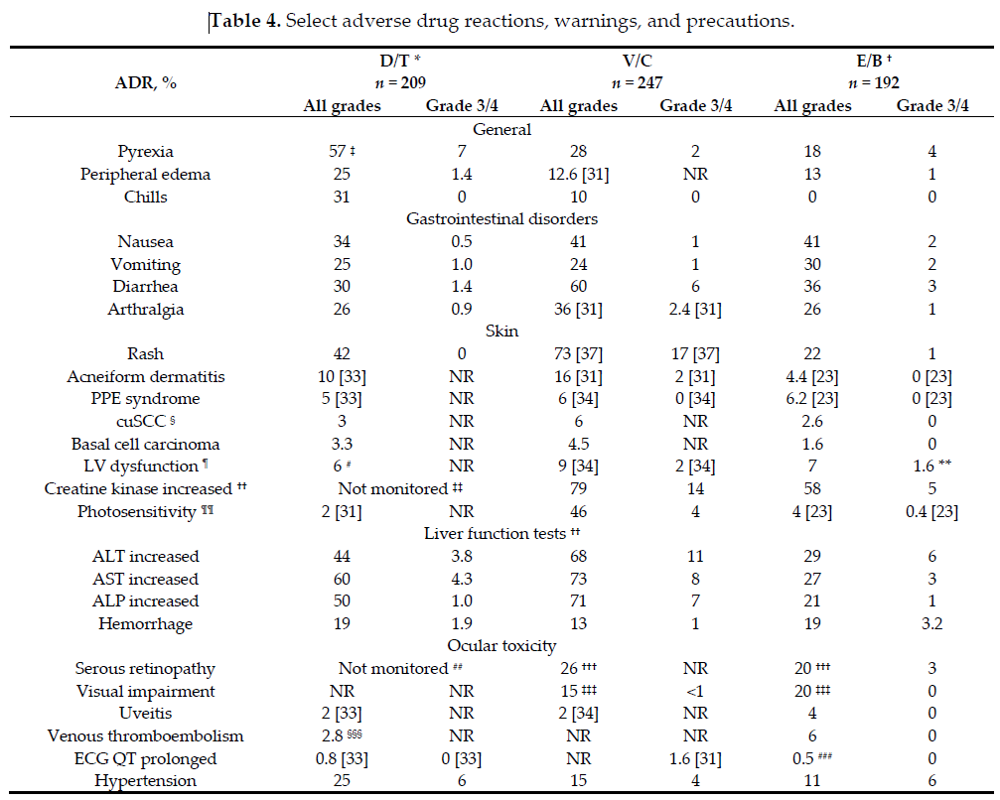 Table 4. Select adverse drug reactions, warnings, and precautions.
ADR, % D/T * V/C E/B †
n = 209 n = 247 n = 192
All grades Grade 3/4 All grades Grade 3/4 All grades Grade 3/4
General
Pyrexia 57 ‡ 7 28 2 18 4
Peripheral edema 25 1.4 12.6 [31] NR 13 1
Chills 31 0 10 0 0 0
Gastrointestinal disorders
Nausea 34 0.5 41 1 41 2
Vomiting 25 1.0 24 1 30 2
Diarrhea 30 1.4 60 6 36 3
Arthralgia 26 0.9 36 [31] 2.4 [31] 26 1
Skin
Rash 42 0 73 [37] 17 [37] 22 1
Acneiform dermatitis 10 [33] NR 16 [31] 2 [31] 4.4 [23] 0 [23]
PPE syndrome 5 [33] NR 6 [34] 0 [34] 6.2 [23] 0 [23]
cuSCC § 3 NR 6 NR 2.6 0
Basal cell carcinoma 3.3 NR 4.5 NR 1.6 0
LV dysfunction ¶ 6 # NR 9 [34] 2 [34] 7 1.6 **
Creatine kinase increased †† Not monitored ‡‡ 79 14 58 5
Photosensitivity ¶¶ 2 [31] NR 46 4 4 [23] 0.4 [23]
Liver function tests ††
ALT increased 44 3.8 68 11 29 6
AST increased 60 4.3 73 8 27 3
ALP increased 50 1.0 71 7 21 1
Hemorrhage 19 1.9 13 1 19 3.2
Ocular toxicity
Serous retinopathy Not monitored ## 26 ††† NR 20 ††† 3
Visual impairment NR NR 15 ‡‡‡ <1 20 ‡‡‡ 0
Uveitis 2 [33] NR 2 [34] NR 4 0
Venous thromboembolism 2.8 §§§ NR NR NR 6 0
ECG QT prolonged 0.8 [33] 0 [33] NR 1.6 [31] 0.5 ### 0
Hypertension 25 6 15 4 11 6